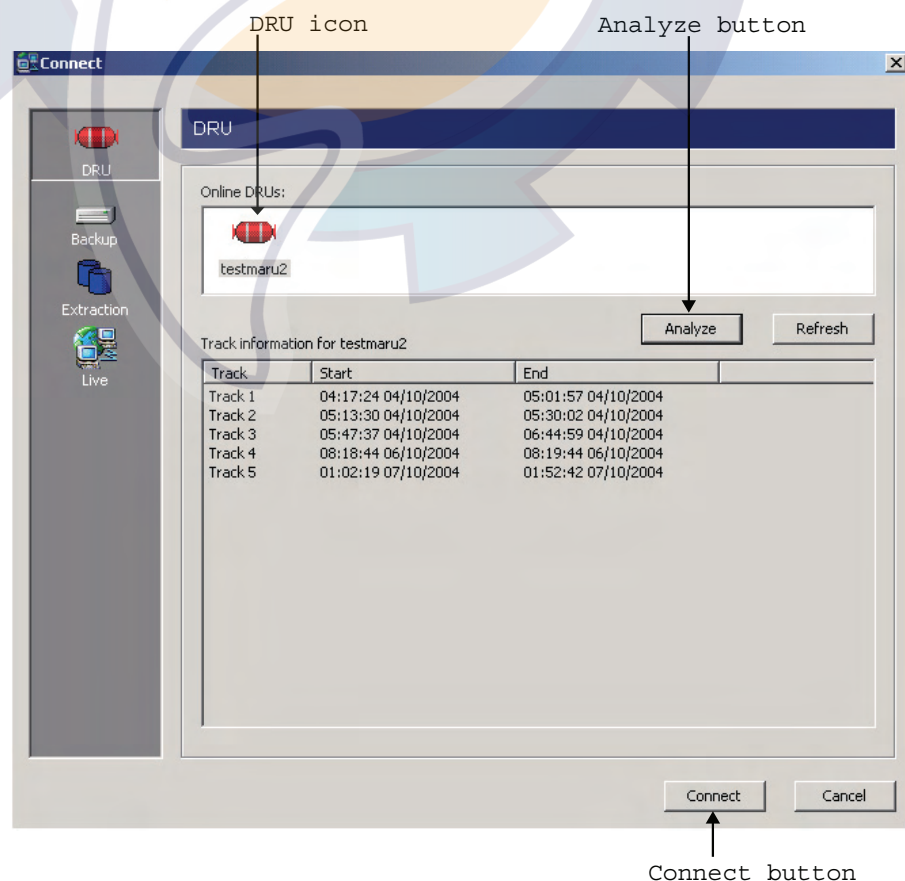 DRU icon Analyze button
Connect
DRU
DRU
Backup
Extraction
Live
Online DRUs:
testmaru2
Analyze Refresh
Track information for testmaru2
Track Start End
Track 1 04:17:24 04/10/2004 05:01:57 04/10/2004
Track 2 05:13:30 04/10/2004 05:30:02 04/10/2004
Track 3 05:47:37 04/10/2004 06:44:59 04/10/2004
Track 4 08:18:44 06/10/2004 08:19:44 06/10/2004
Track 5 01:02:19 07/10/2004 01:52:42 07/10/2004
Connect Cancel
Connect button